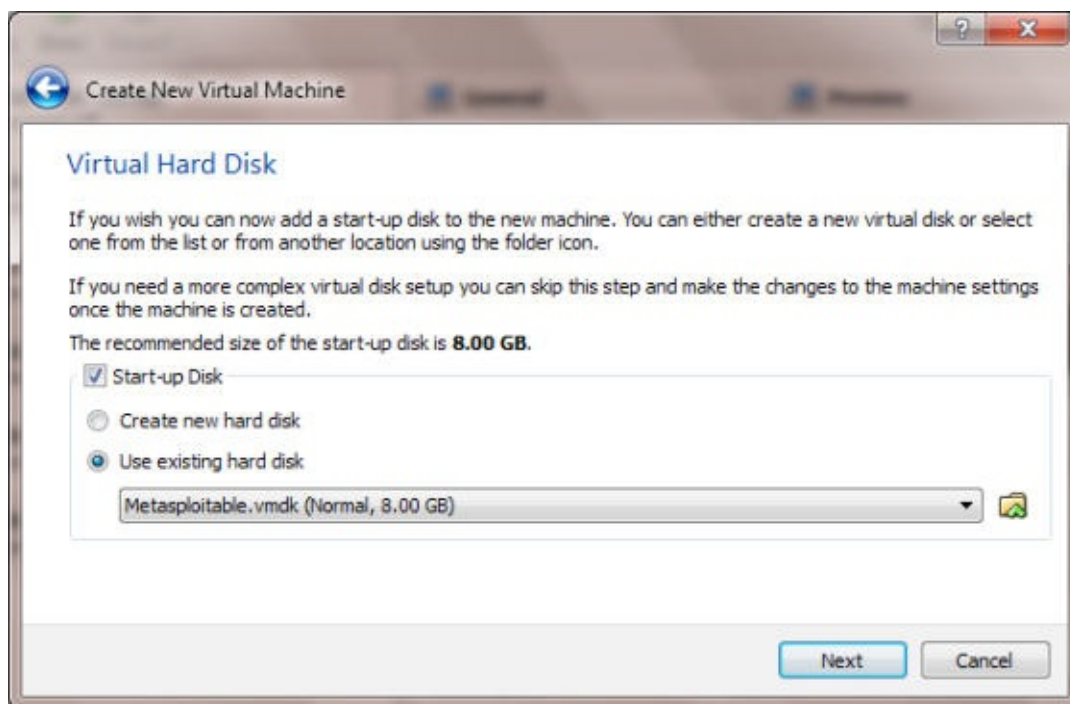 Create New Virtual Machine
Virtual Hard Disk
If you wish you can now add a start-up disk to the new machine. You can either create a new virtual disk or select
one from the list or from another location using the folder icon.
If you need a more complex virtual disk setup you can skip this step and make the changes to the machine settings
once the machine is created.
The recommended size of the start-up disk is 8.00 GB.
Start-up Disk
Create new hard disk
Use existing hard disk
Metasploitable.vmdk (Normal, 8.00 GB)
Next Cancel